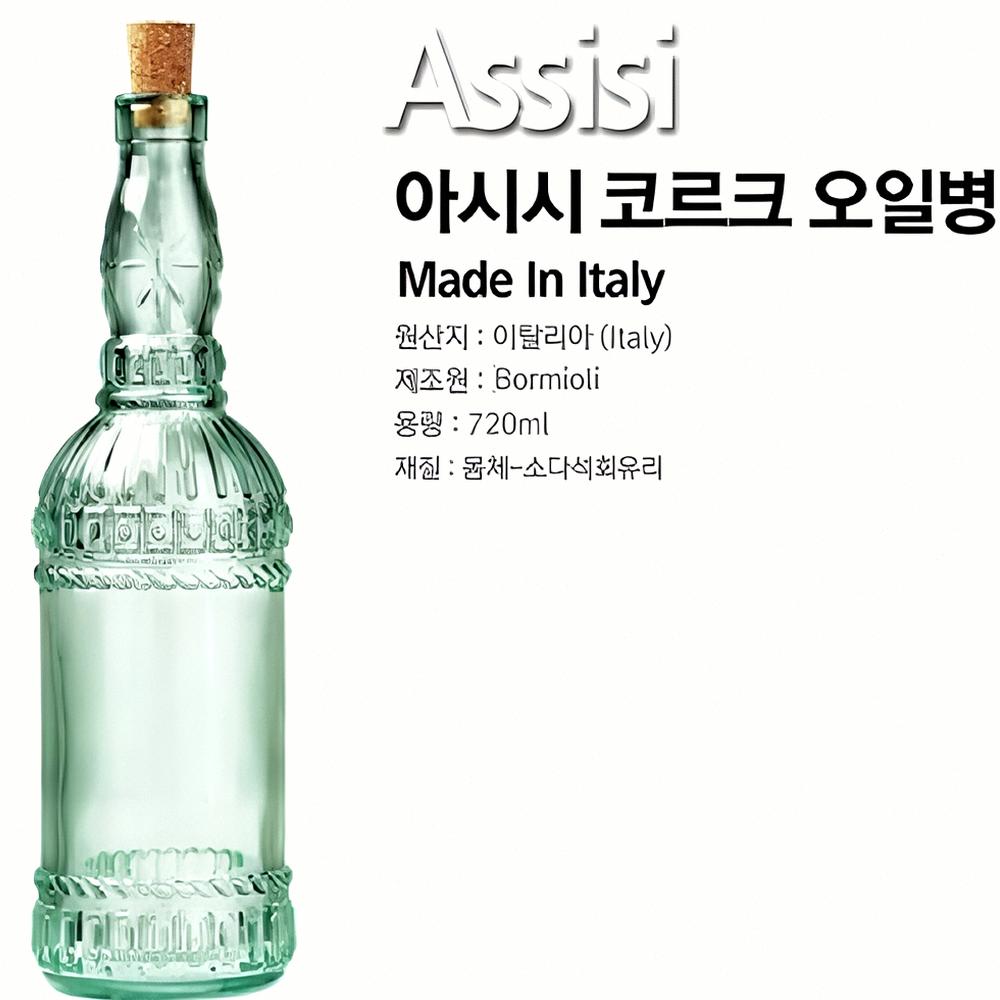 Assisi
아시시 코르크 오일병
Made In Italy
원산지 : 이탈리아 (Italy)
제조원 : Bormioli
용량 : 720ml
재질 : 몸체-소다석회유리